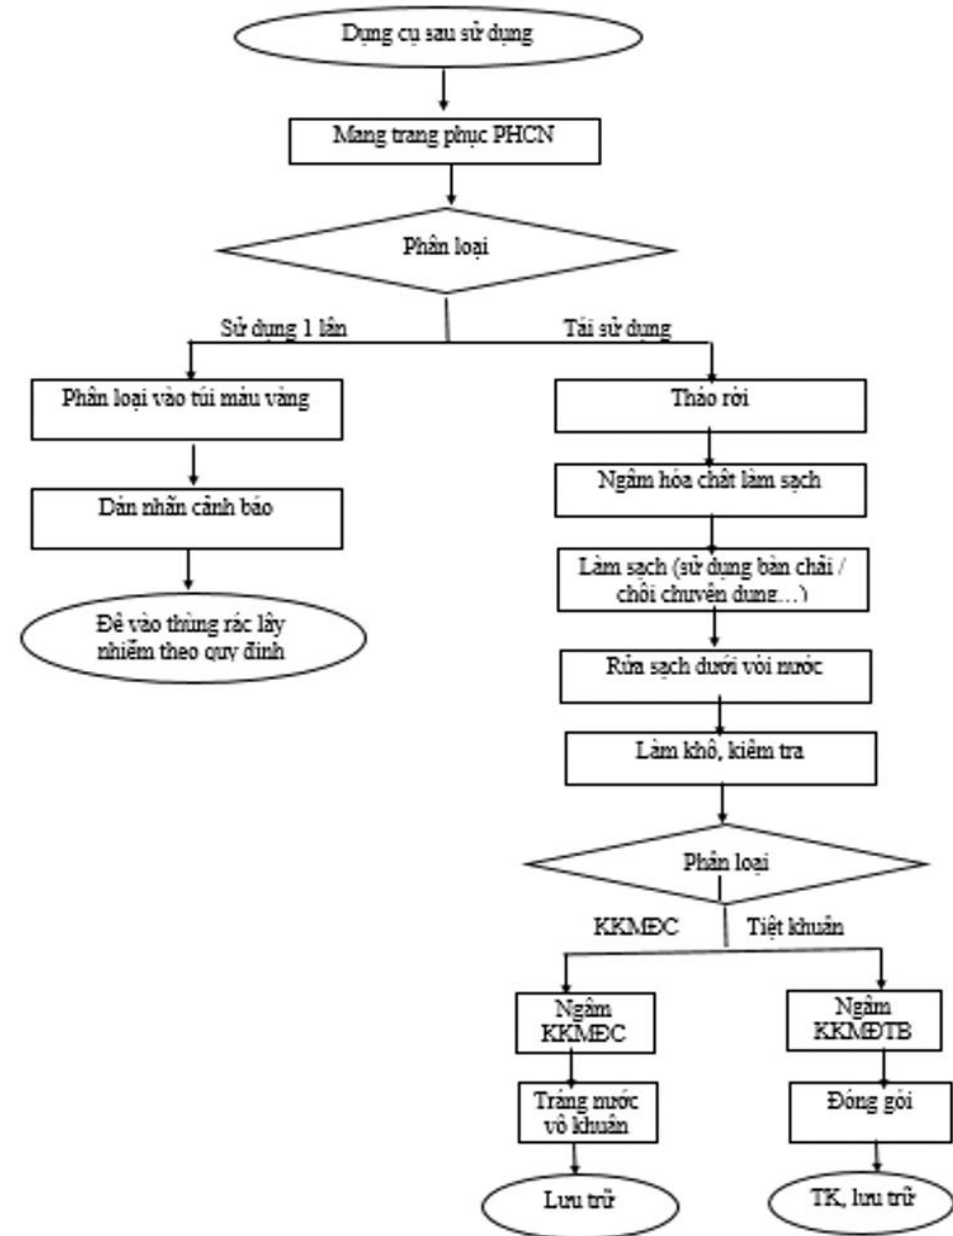 Dụng cụ sau sử dụng
Mang trang phục PHCN
Phân loại
Sử dụng 1 lần
Tái sử dụng
Phân loại vào túi màu vàng
Tháo rời
Ngâm hóa chất làm sạch
Dán nhãn cảnh báo
Làm sạch (sử dụng bàn chải /
chổi chuyên dụng…)
Để vào thùng rác lây
nhiễm theo quy định
Rửa sạch dưới vòi nước
Làm khô, kiểm tra
Phân loại
KKMĐC
Tiệt khuẩn
Ngâm
KKMĐC
Ngâm
KKMĐTB
Tráng nước
vô khuẩn
Đóng gói
Lưu trữ
TK, lưu trữ